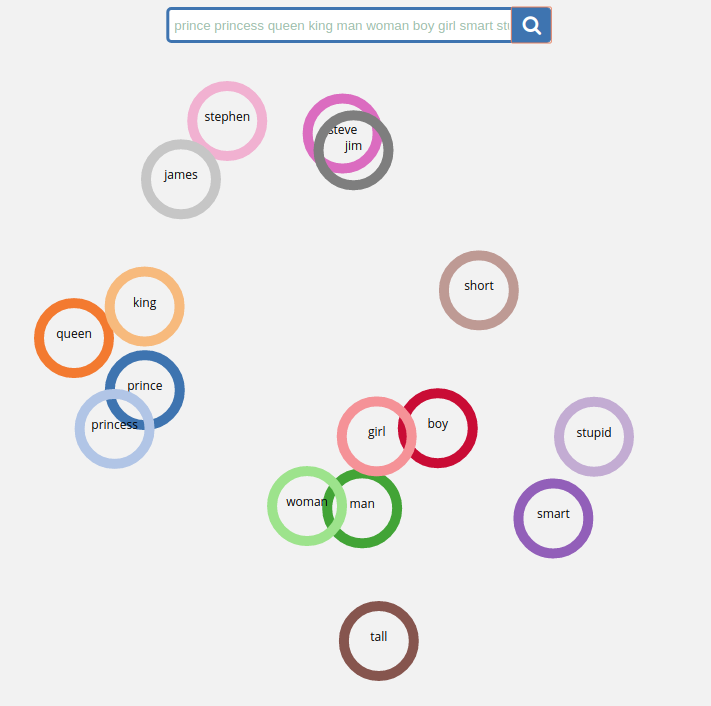 prince princess queen king man woman boy girl smart stu
stephen
steve
jim
james
short
king
queen
prince
princess
girl
boy
stupid
woman
man
smart
tall